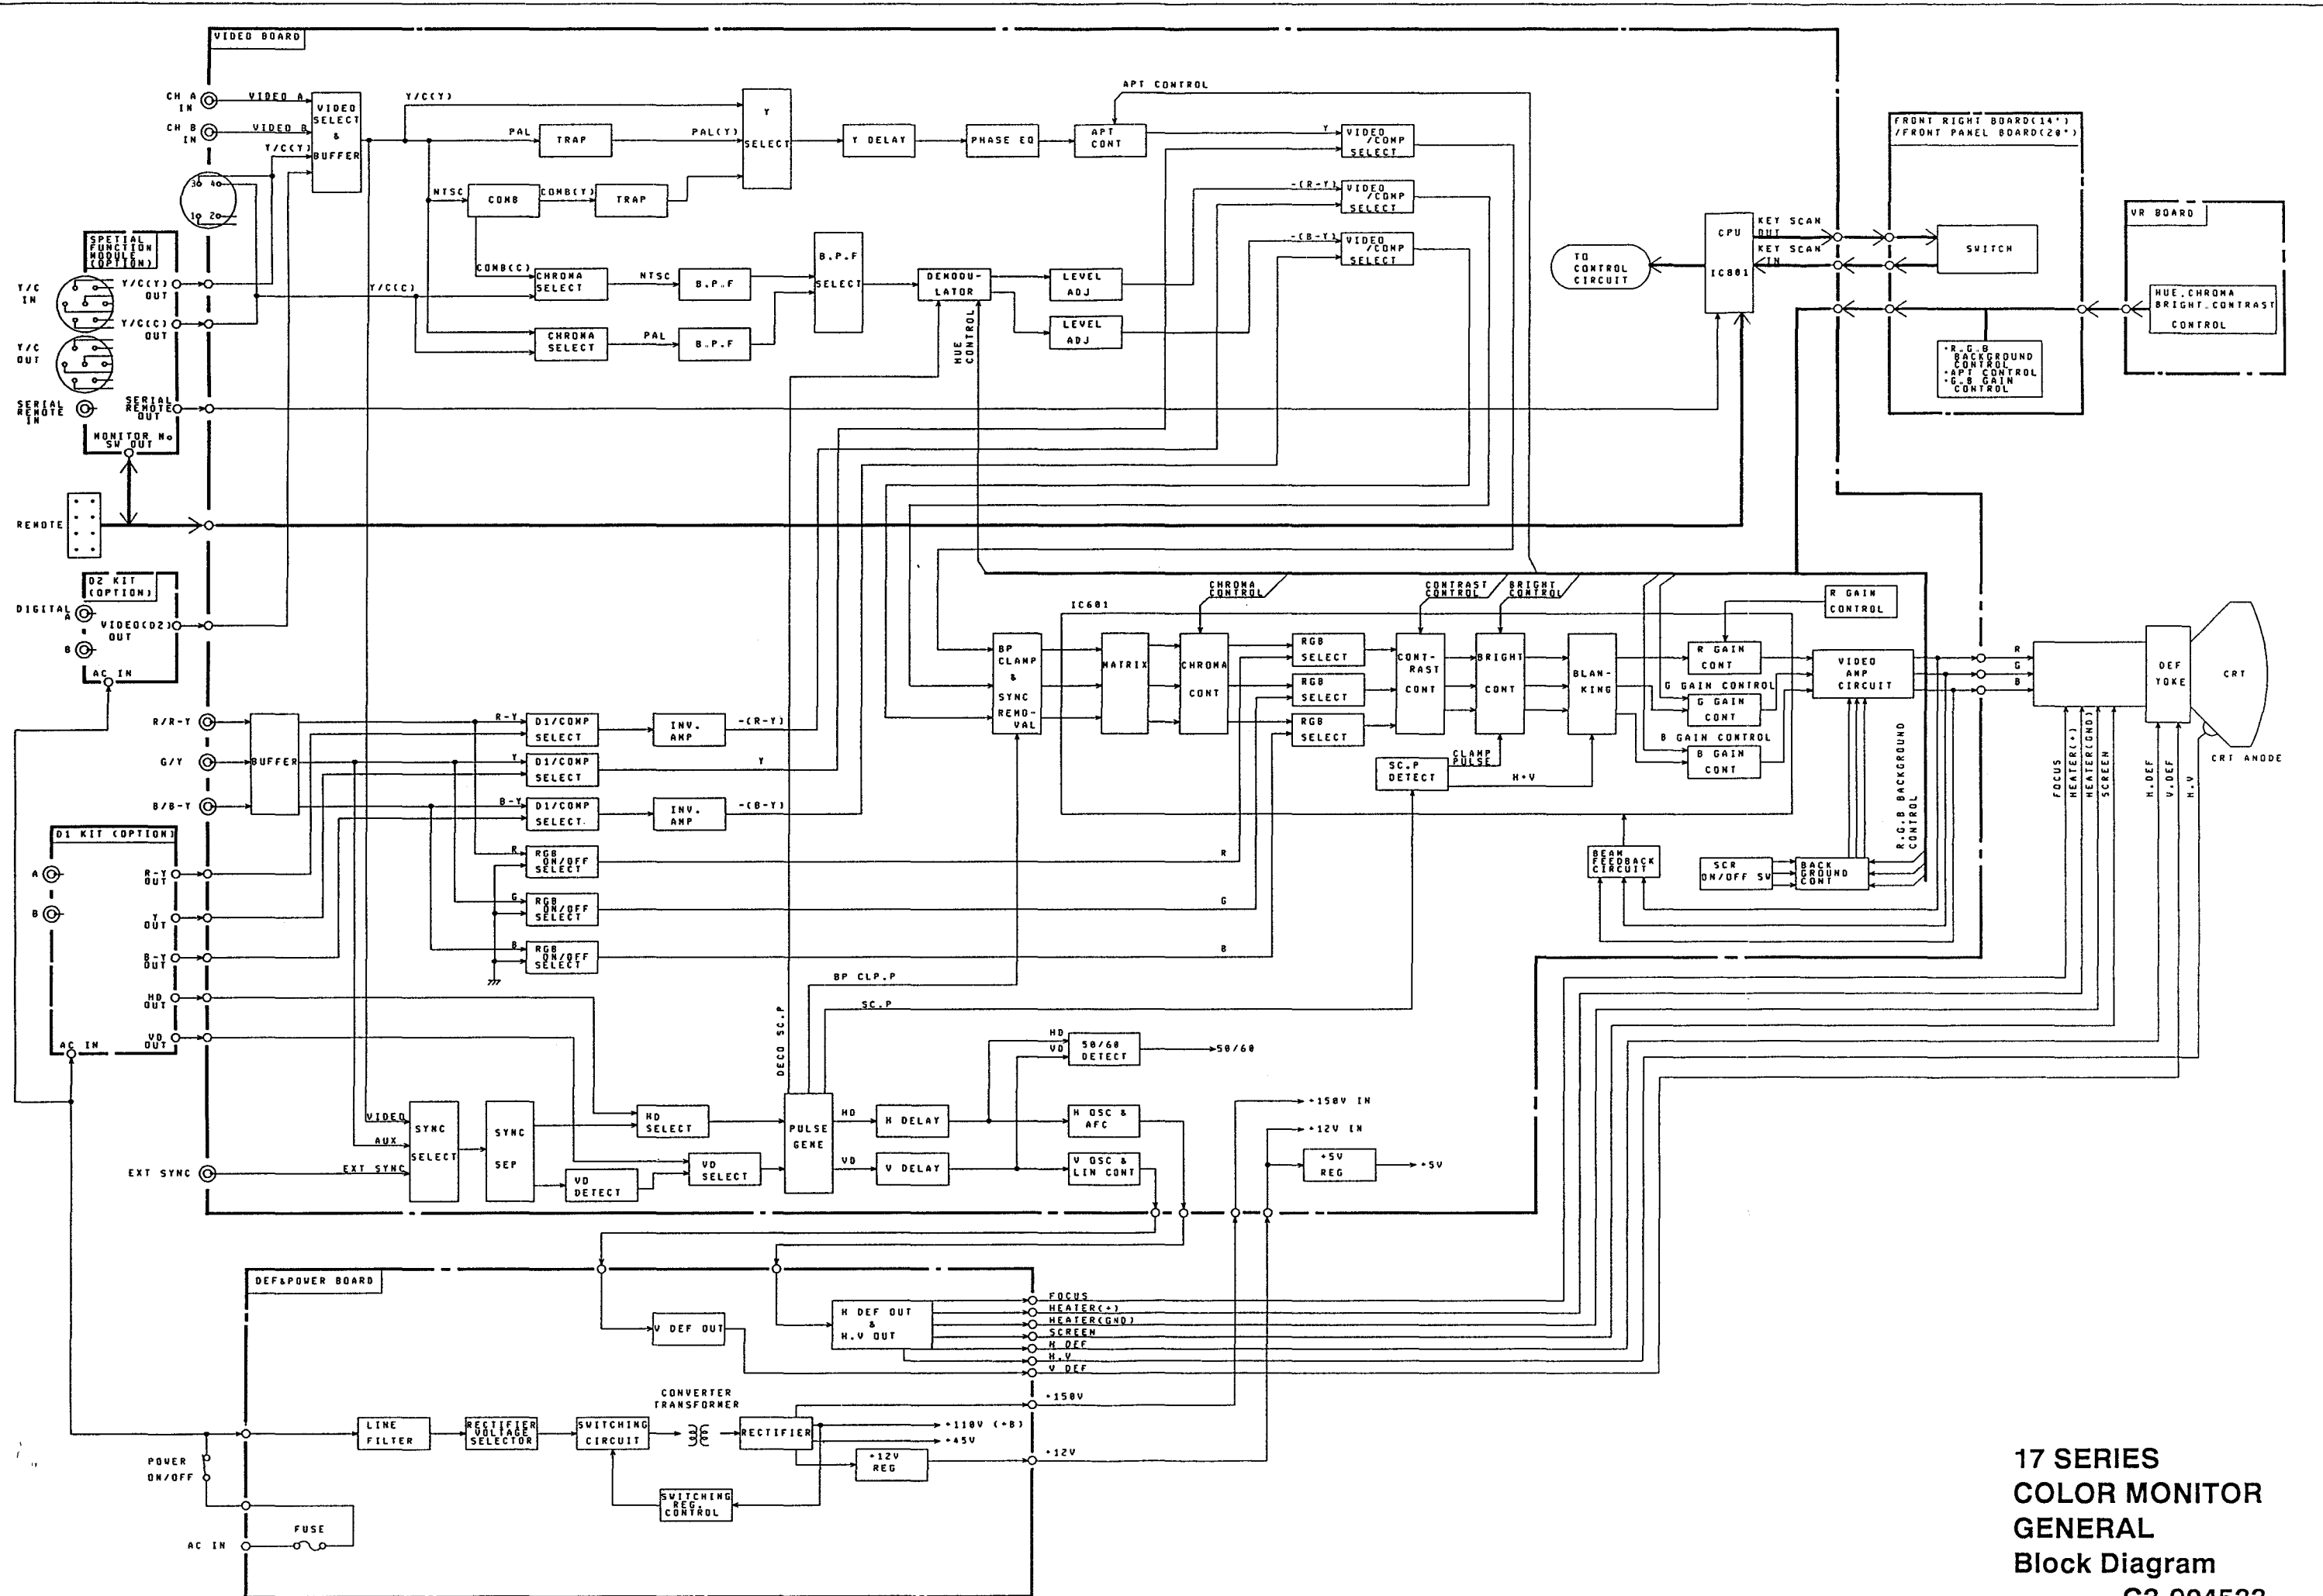 VIDEO BOARD
CH A
IN
VIDEO A
CH B
IN
VIDEO B
Y/C(Y)
VIDEO
SELECT
&
BUFFER
3 4
1 2
Y/C(Y)
PAL
TRAP
PAL(Y)
NTSC
COMB
COMB(Y)
TRAP
Y
SELECT
Y DELAY
PHASE EQ
APT CONTROL
APT
CONT
Y
VIDEO
/COMP
SELECT
-(R-Y)
VIDEO
/COMP
SELECT
-(B-Y)
VIDEO
/COMP
SELECT
COMB(C)
Y/C(C)
CHROMA
SELECT
NTSC
B.P.F
CHROMA
SELECT
PAL
B.P.F
B.P.F
SELECT
DEMODU-
LATOR
HUE
CONTROL
LEVEL
ADJ
LEVEL
ADJ
TO
CONTROL
CIRCUIT
CPU
IC801
KEY SCAN
OUT
KEY SCAN
IN
FRONT RIGHT BOARD(14")
/FRONT PANEL BOARD(20")
SWITCH
•R.G.B
BACKGROUND
CONTROL
•APT CONTROL
•G.B GAIN
CONTROL
VR BOARD
HUE.CHROMA
BRIGHT.CONTRAST
CONTROL
SPETIAL
FUNCTION
MODULE
(OPTION)
Y/C
IN
Y/C(Y)
OUT
Y/C(C)
OUT
Y/C
OUT
SERIAL
REMOTE
IN
SERIAL
REMOTE
OUT
MONITOR No
SW OUT
REMOTE
D2 KIT
(OPTION)
DIGITAL
A
B
VIDEO(D2)
OUT
AC IN
R/R-Y
G/Y
B/B-Y
BUFFER
R-Y
D1/COMP
SELECT
INV.
AMP
-(R-Y)
Y
D1/COMP
SELECT
Y
B-Y
D1/COMP
SELECT.
INV.
AMP
-(B-Y)
R
RGB
ON/OFF
SELECT
R
G
RGB
ON/OFF
SELECT
G
B
RGB
ON/OFF
SELECT
B
D1 KIT (OPTION)
A
B
R-Y
OUT
Y
OUT
B-Y
OUT
HD
OUT
VD
OUT
AC IN
IC601
BP
CLAMP
&
SYNC
REMO-
VAL
MATRIX
CHROMA
CONTROL
CHROMA
CONT
RGB
SELECT
RGB
SELECT
RGB
SELECT
CONTRAST
CONTROL
CONT-
RAST
CONT
BRIGHT
CONTROL
BRIGHT
CONT
BLAN-
KING
SC.P
DETECT
CLAMP
PULSE
H+V
R GAIN
CONTROL
R GAIN
CONT
G GAIN CONTROL
G GAIN
CONT
B GAIN CONTROL
B GAIN
CONT
VIDEO
AMP
CIRCUIT
BEAM
FEEDBACK
CIRCUIT
SCR
ON/OFF SW
BACK
GROUND
CONT
R.G.B BACKGROUND
CONTROL
R
G
B
DEF
YOKE
CRT
CRT ANODE
FOCUS
HEATER(+)
HEATER(GND)
SCREEN
H.DEF
V.DEF
H.V
DECO SC.P
BP CLP.P
SC.P
VIDEO
AUX
EXT SYNC
EXT SYNC
SYNC
SELECT
SYNC
SEP
VD
DETECT
HD
SELECT
VD
SELECT
PULSE
GENE
HD
H DELAY
VD
V DELAY
HD
VD
50/60
DETECT
50/60
H OSC &
AFC
V OSC &
LIN CONT
+150V IN
+12V IN
+5V
REG
+5V
DEF&POWER BOARD
V DEF OUT
H DEF OUT
&
H.V OUT
FOCUS
HEATER(+)
HEATER(GND)
SCREEN
H DEF
H.V
V DEF
LINE
FILTER
RECTIFIER
VOLTAGE
SELECTOR
SWITCHING
CIRCUIT
CONVERTER
TRANSFORMER
RECTIFIER
+150V
+110V (+B)
+45V
+12V
REG
+12V
SWITCHING
REG.
CONTROL
POWER
ON/OFF
FUSE
AC IN
17 SERIES
COLOR MONITOR
GENERAL
Block Diagram